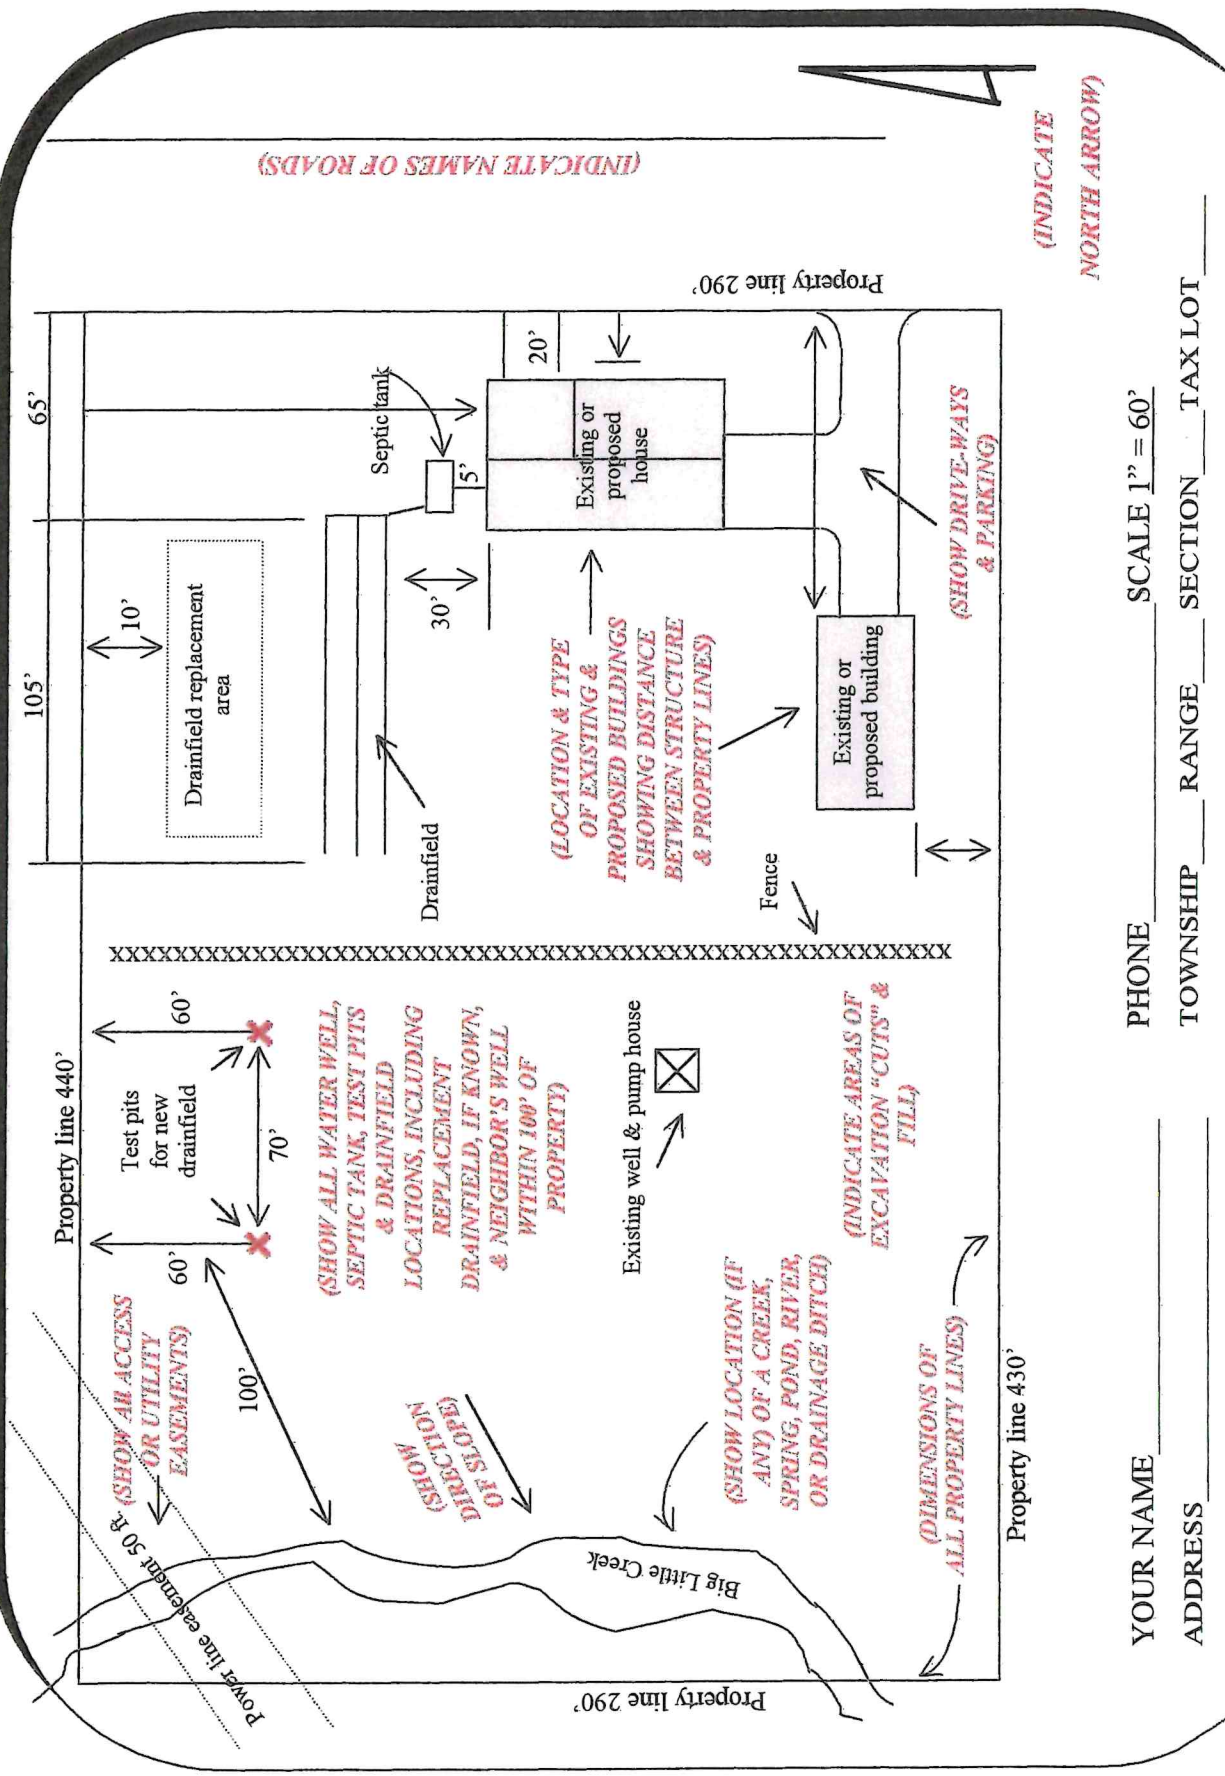 Property line 440'
65'
105'
10'
Drainfield replacement
area
Septic tank
5'
20'
30'
Existing or
proposed
house
Property line 290'
(INDICATE NAMES OF ROADS)
(INDICATE
NORTH ARROW)
Drainfield
(LOCATION & TYPE
OF EXISTING &
PROPOSED BUILDINGS
SHOWING DISTANCE
BETWEEN STRUCTURE
& PROPERTY LINES)
(SHOW DRIVE-WAYS
& PARKING)
Existing or
proposed building
Fence
XXXXXXXXXXXXXXXXXXXXXXXXXXXXXXXXXXXXXXXXXXXXXXXXXXXXXXXXXXXXXXXXXXXXX
60'
Test pits
for new
drainfield
70'
60'
X
X
100'
(SHOW ALL WATER WELL,
SEPTIC TANK, TEST PITS
& DRAINFIELD
LOCATIONS, INCLUDING
REPLACEMENT
DRAINFIELD, IF KNOWN,
& NEIGHBOR'S WELL
WITHIN 100' OF
PROPERTY)
Existing well & pump house
(INDICATE AREAS OF
EXCAVATION "CUTS" &
FILL)
(SHOW All ACCESS
OR UTILITY
EASEMENTS)
Power line easement 50 ft.
(SHOW
DIRECTION
OF SLOPE)
(SHOW LOCATION (IF
ANY) OF A CREEK,
SPRING, POND, RIVER,
OR DRAINAGE DITCH)
Big Little Creek
(DIMENSIONS OF
ALL PROPERTY LINES)
Property line 290'
Property line 430'
YOUR NAME PHONE SCALE 1" = 60'
ADDRESS TOWNSHIP RANGE SECTION TAX LOT